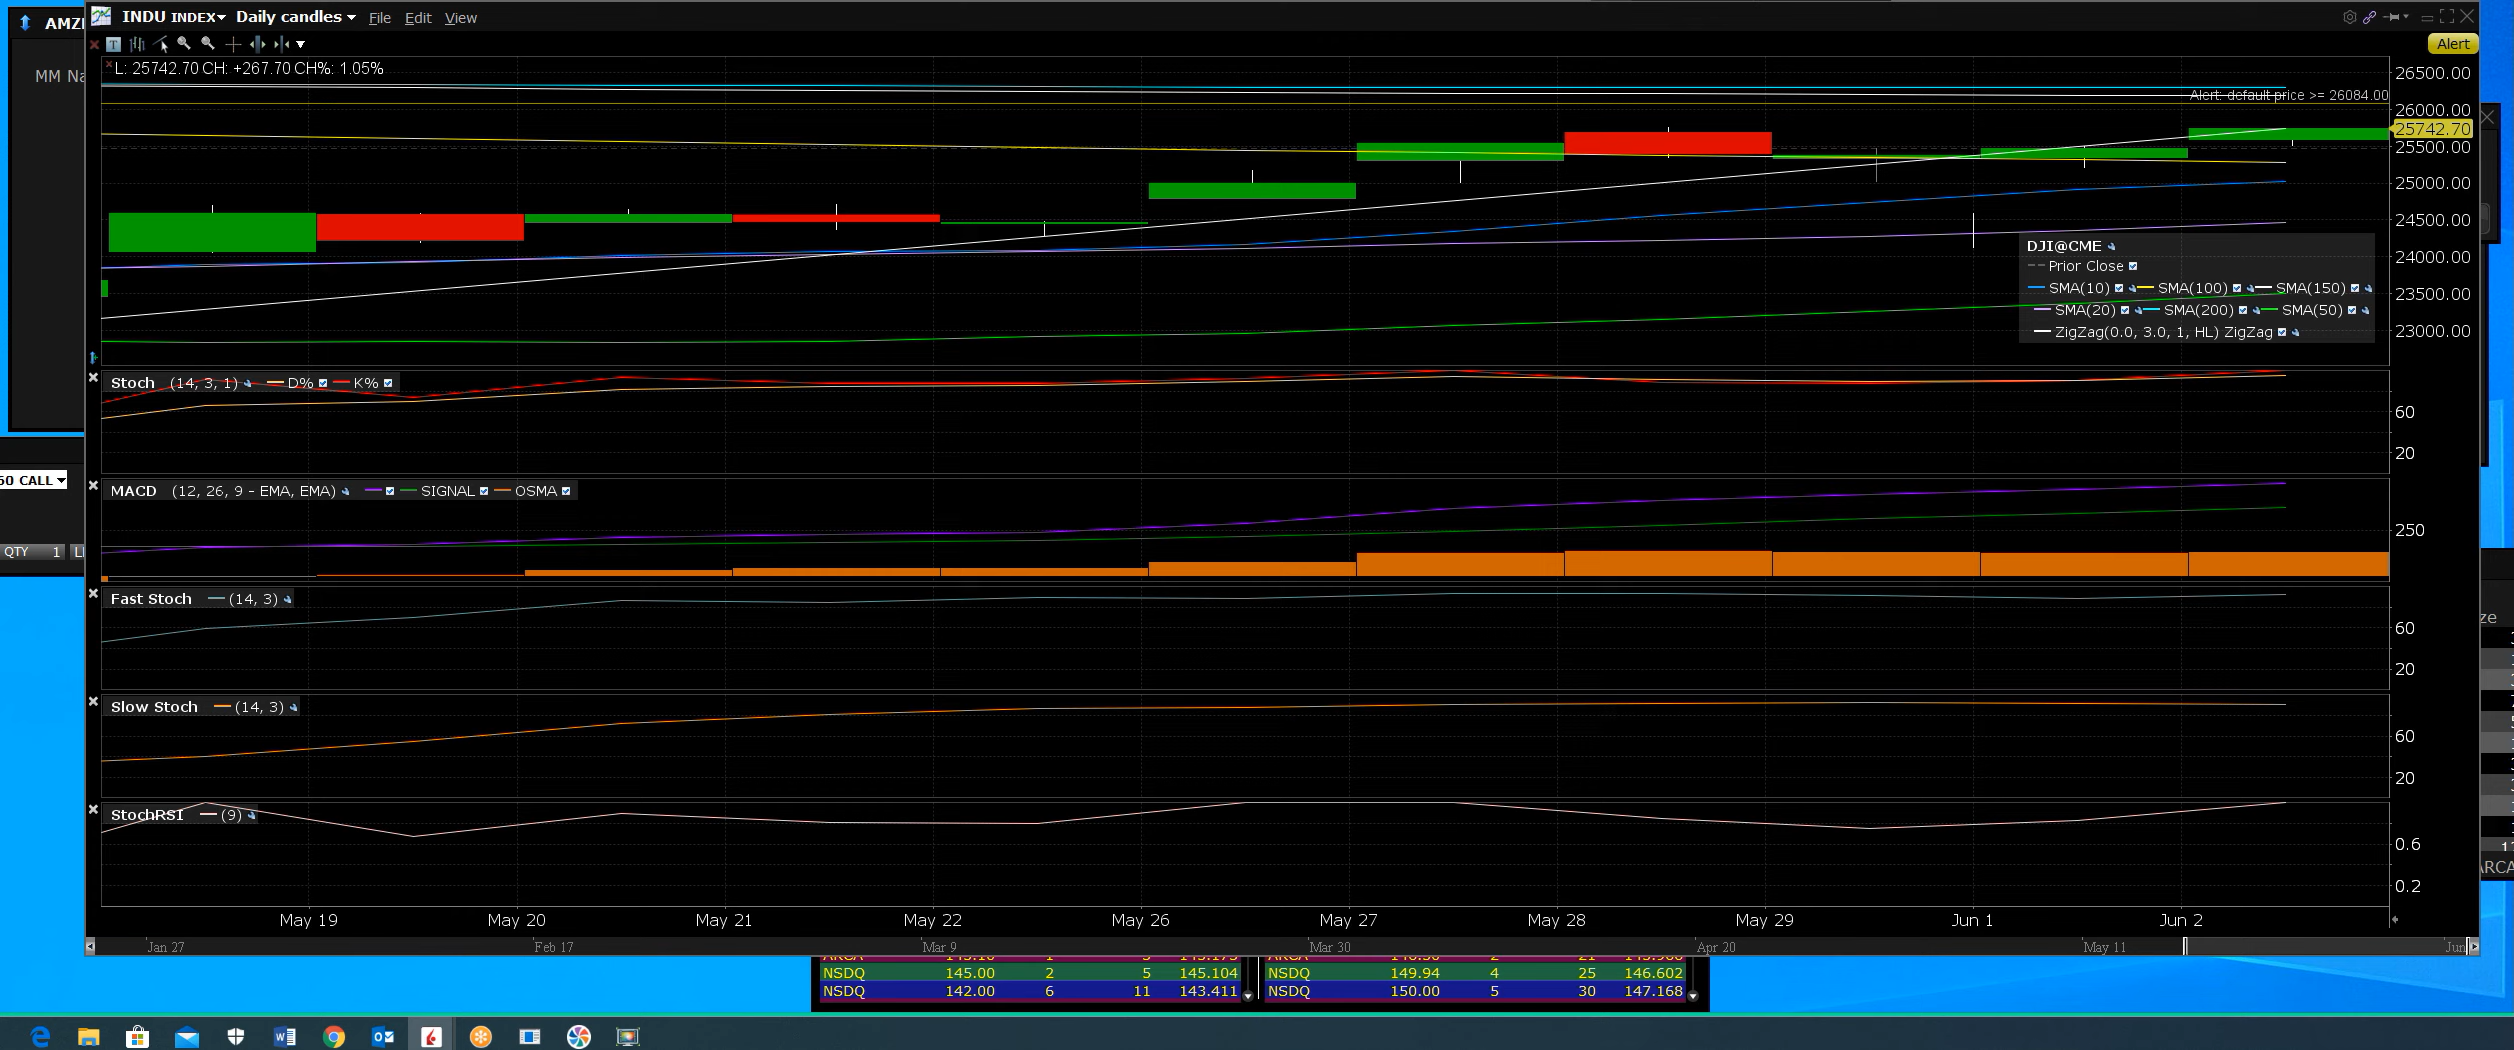 AMZ
INDU INDEX Daily candles File Edit View
Alert
MM Na
L: 25742.70 CH: +267.70 CH%: 1.05%
26500.00
Alert: default price >= 26084.00
26000.00
25742.70
25500.00
25000.00
24500.00
24000.00
23500.00
23000.00
DJI@CME
Prior Close
SMA(10) SMA(100) SMA(150)
SMA(20) SMA(200) SMA(50)
ZigZag(0.0, 3.0, 1, HL) ZigZag
Stoch (14, 3, 1) D% K%
60
20
50 CALL
MACD (12, 26, 9 - EMA, EMA) SIGNAL OSMA
250
QTY 1 L
Fast Stoch (14, 3)
60
20
ze
Slow Stoch (14, 3)
60
20
StochRSI (9)
0.6
0.2
ARCA
May 19 May 20 May 21 May 22 May 26 May 27 May 28 May 29 Jun 1 Jun 2
Jan 27 Feb 17 Mar 9 Mar 30 Apr 20 May 11 Jun
NSDQ 145.00 2 5 145.104 NSDQ 149.94 4 25 146.602
NSDQ 142.00 6 11 143.411 NSDQ 150.00 5 30 147.168